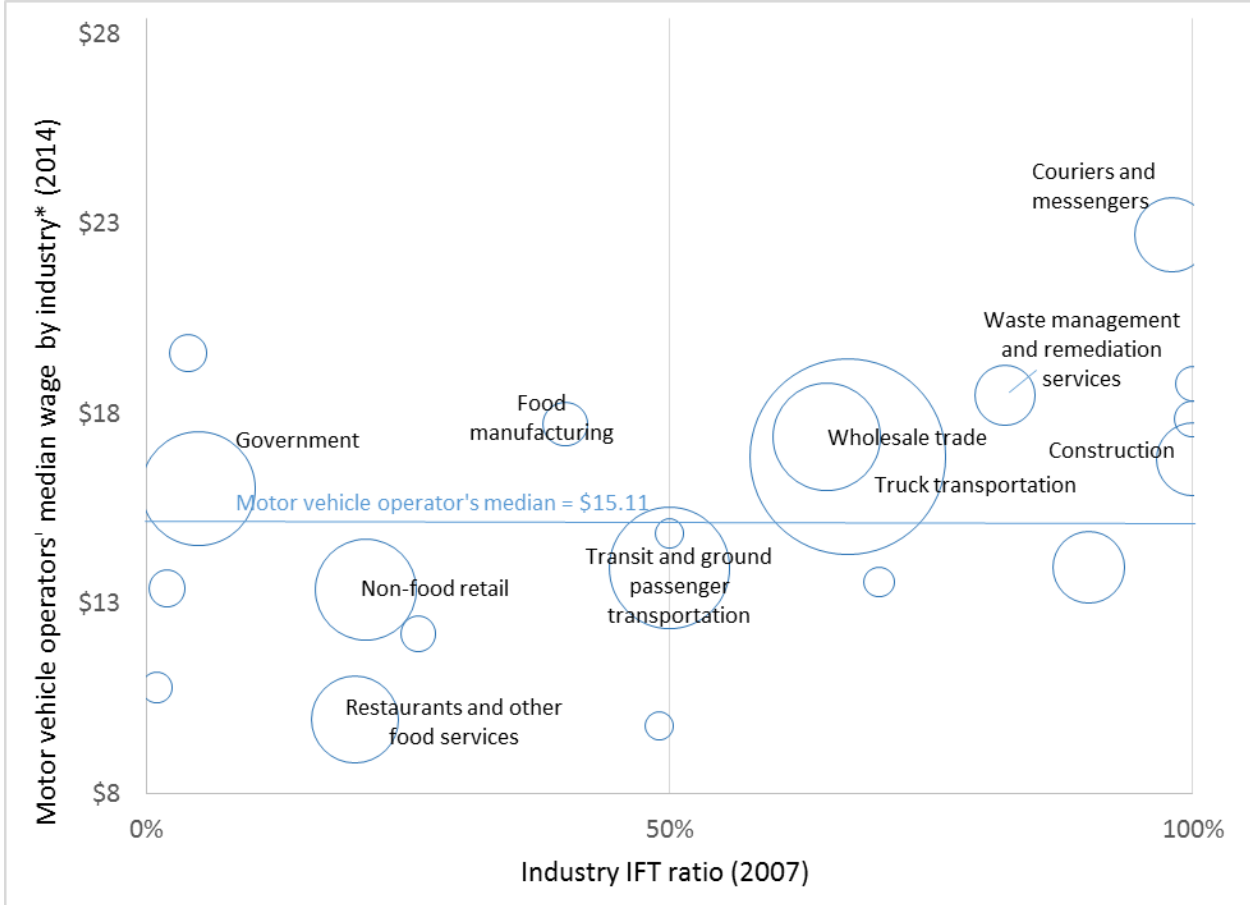 $28
$23
$18
$13
$8
Motor vehicle operators' median wage by industry* (2014)
Couriers and
messengers
Waste management
and remediation
services
Food
manufacturing
Government
Wholesale trade
Construction
Truck transportation
Motor vehicle operator's median = $15.11
Transit and ground
passenger
transportation
Non-food retail
Restaurants and other
food services
0%
50%
100%
Industry IFT ratio (2007)